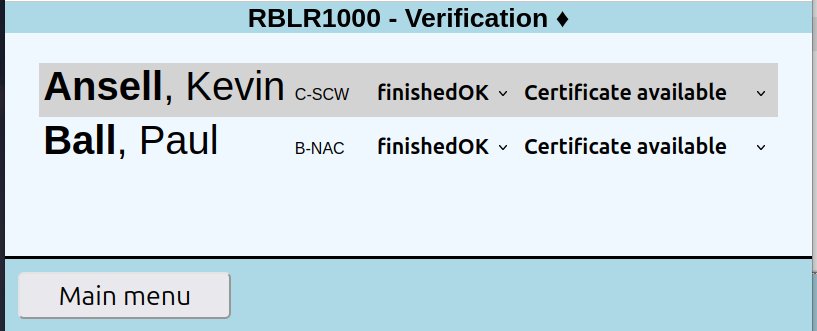 RBLR1000 - Verification ♦
Ansell, Kevin C-SCW finishedOK Certificate available
Ball, Paul B-NAC finishedOK Certificate available
Main menu